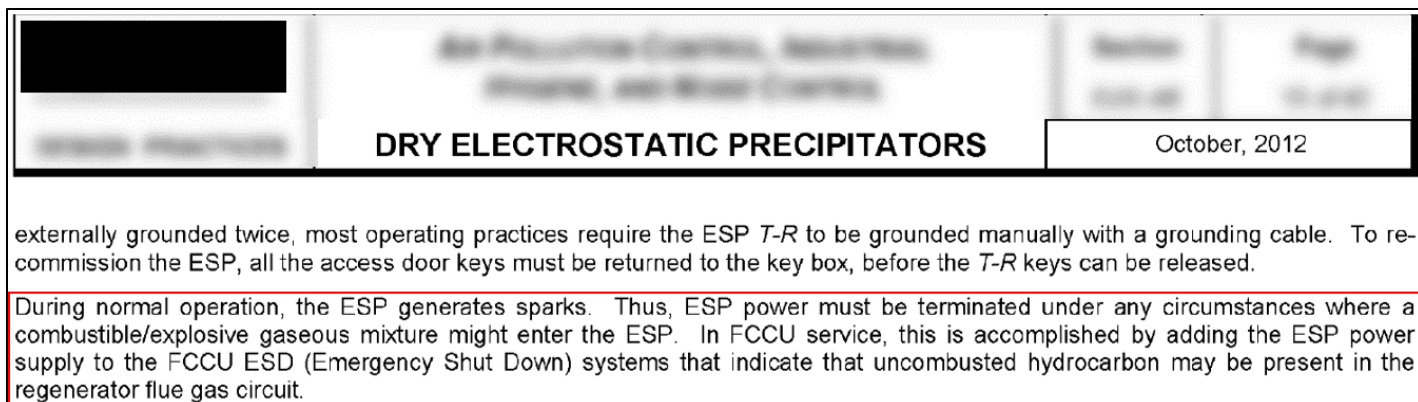 DRY ELECTROSTATIC PRECIPITATORS
October, 2012
externally grounded twice, most operating practices require the ESP T-R to be grounded manually with a grounding cable. To re-
commission the ESP, all the access door keys must be returned to the key box, before the T-R keys can be released.
During normal operation, the ESP generates sparks. Thus, ESP power must be terminated under any circumstances where a
combustible/explosive gaseous mixture might enter the ESP. In FCCU service, this is accomplished by adding the ESP power
supply to the FCCU ESD (Emergency Shut Down) systems that indicate that uncombusted hydrocarbon may be present in the
regenerator flue gas circuit.